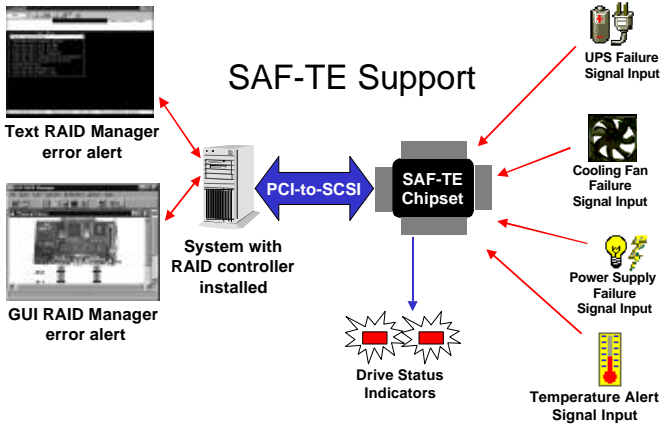 SAF-TE Support
Text RAID Manager
error alert
GUI RAID Manager
error alert
System with
RAID controller
installed
PCI-to-SCSI
SAF-TE
Chipset
Drive Status
Indicators
UPS Failure
Signal Input
Cooling Fan
Failure
Signal Input
Power Supply
Failure
Signal Input
Temperature Alert
Signal Input